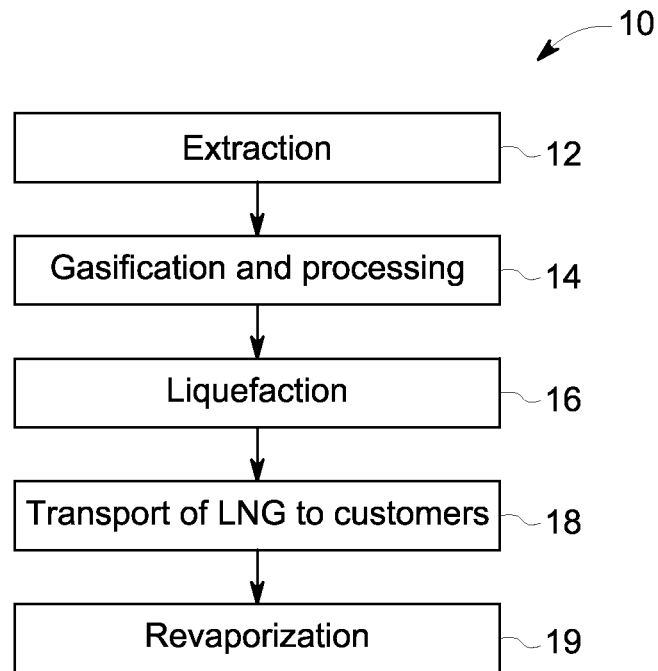 10
Extraction 12
Gasification and processing 14
Liquefaction 16
Transport of LNG to customers 18
Revaporization 19